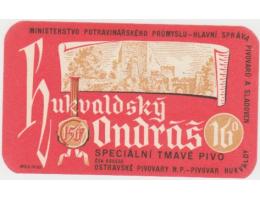 MINISTERSTVO POTRAVINÁŘSKÉHO PRŮMYSLU - HLAVNÍ SPRÁVA PIVOVARŮ A SLADOVEN
Hukvaldský
Ondráš 16°
SPECIÁLNÍ TMAVÉ PIVO
OSTRAVSKÉ PIVOVARY N.P. - PIVOVAR HUKVALDY